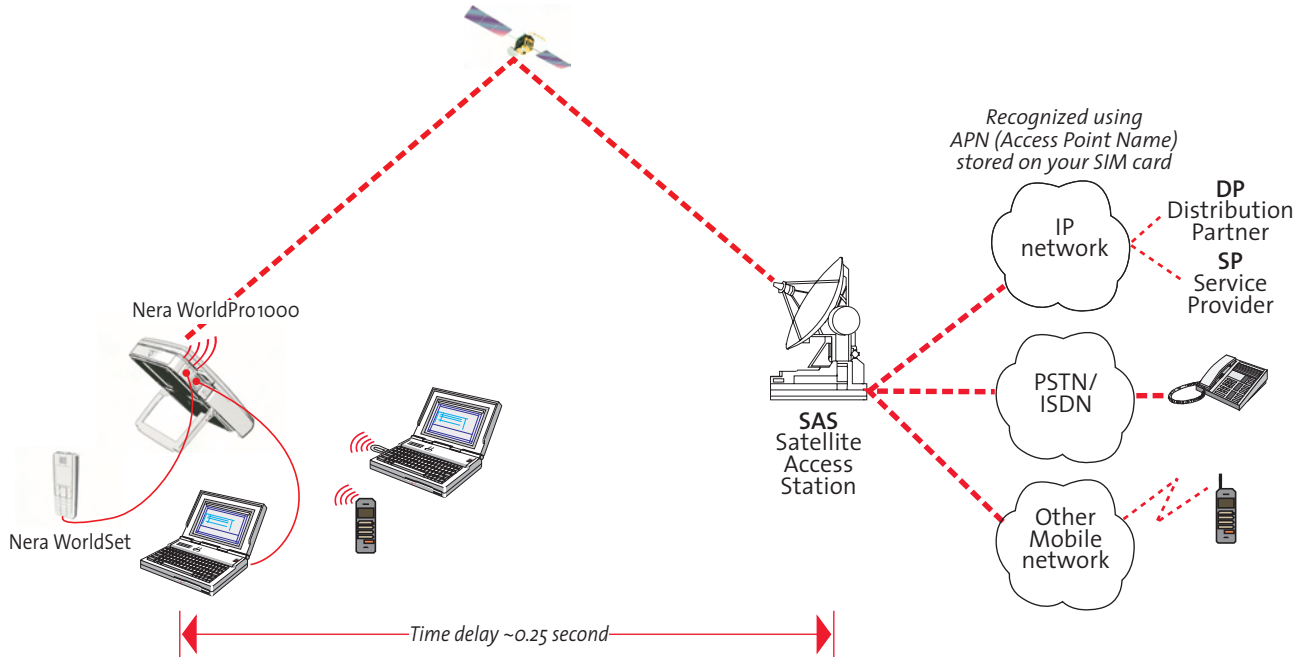 Recognized using
APN (Access Point Name)
stored on your SIM card
IP
network
DP
Distribution
Partner
SP
Service
Provider
Nera WorldPro1000
PSTN/
ISDN
SAS
Satellite
Access
Station
Nera WorldSet
Other
Mobile
network
Time delay ~0.25 second